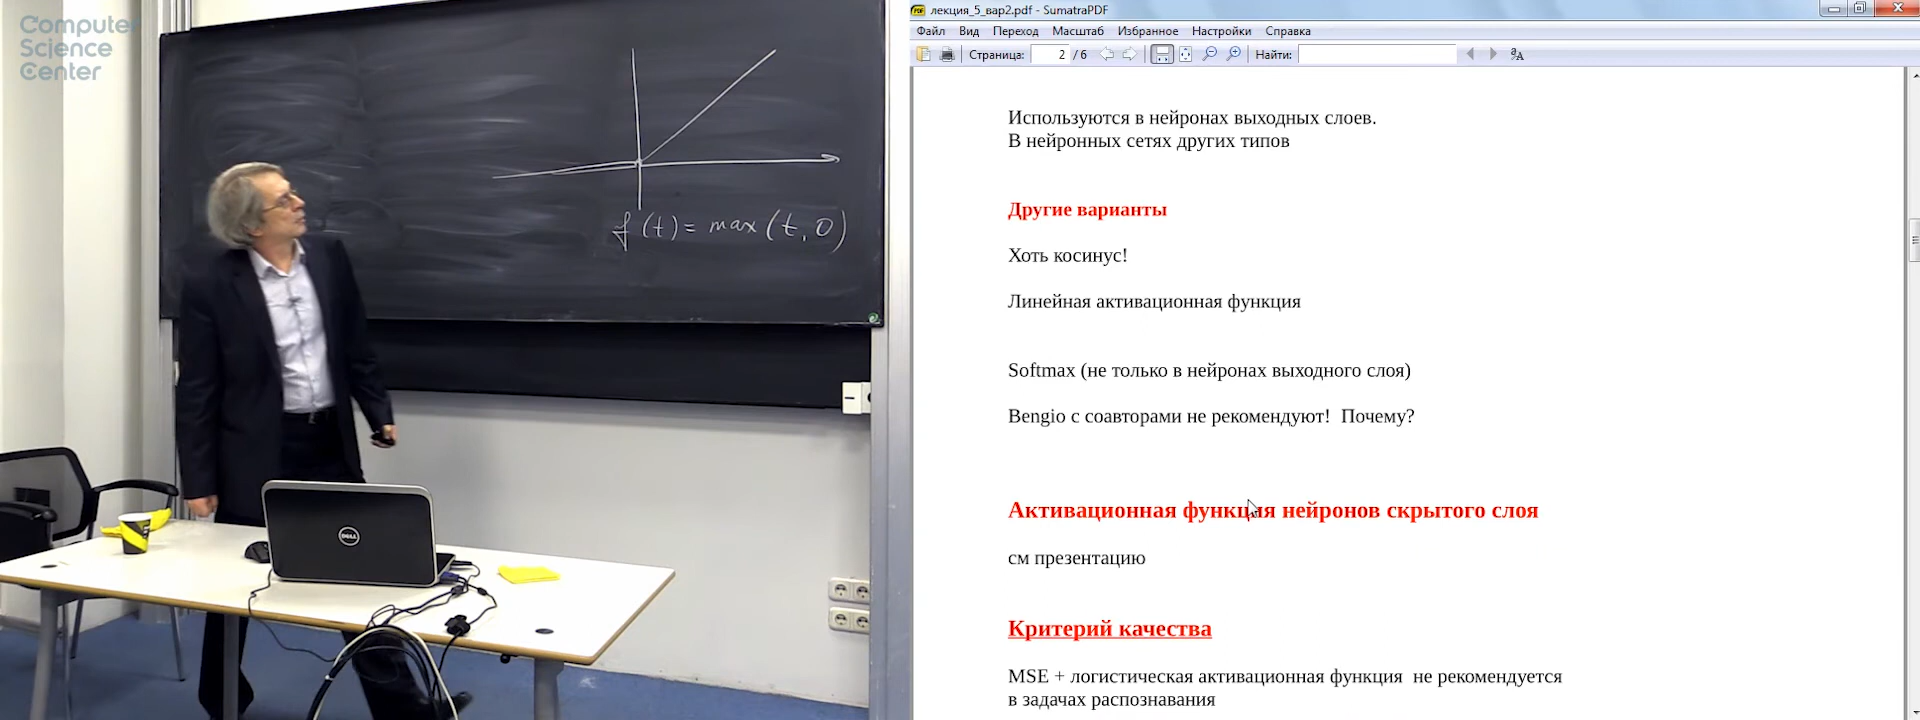 Computer
Science
Center
f(t) = max(t, 0)
DELL
лекция_5_вар2.pdf - SumatraPDF
Файл Вид Переход Масштаб Избранное Настройки Справка
Страница: 2 / 6 Найти:
Используются в нейронах выходных слоев.
В нейронных сетях других типов
Другие варианты
Хоть косинус!
Линейная активационная функция
Softmax (не только в нейронах выходного слоя)
Bengio с соавторами не рекомендуют! Почему?
Активационная функция нейронов скрытого слоя
см презентацию
Критерий качества
MSE + логистическая активационная функция не рекомендуется
в задачах распознавания